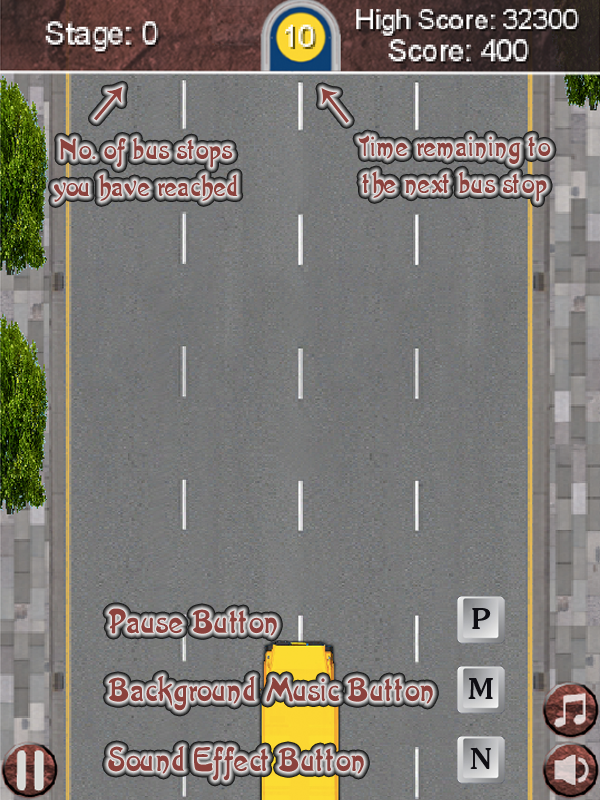 Stage: 0
10
High Score: 32300
Score: 400
No. of bus stops
you have reached
Time remaining to
the next bus stop
Pause Button
P
Background Music Button
M
Sound Effect Button
N